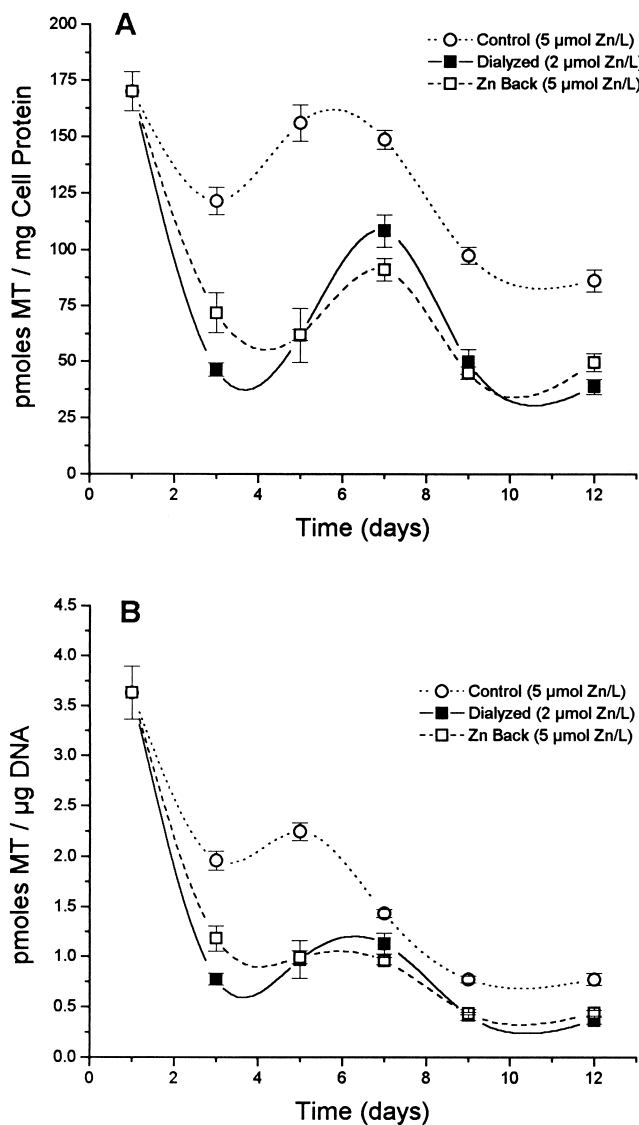 A
200
175
150
125
100
75
50
25
0
pmoles MT / mg Cell Protein
Control (5 µmol Zn/L)
Dialyzed (2 µmol Zn/L)
Zn Back (5 µmol Zn/L)
0 2 4 6 8 10 12
Time (days)
B
4.5
4.0
3.5
3.0
2.5
2.0
1.5
1.0
0.5
0.0
pmoles MT / µg DNA
Control (5 µmol Zn/L)
Dialyzed (2 µmol Zn/L)
Zn Back (5 µmol Zn/L)
0 2 4 6 8 10 12
Time (days)